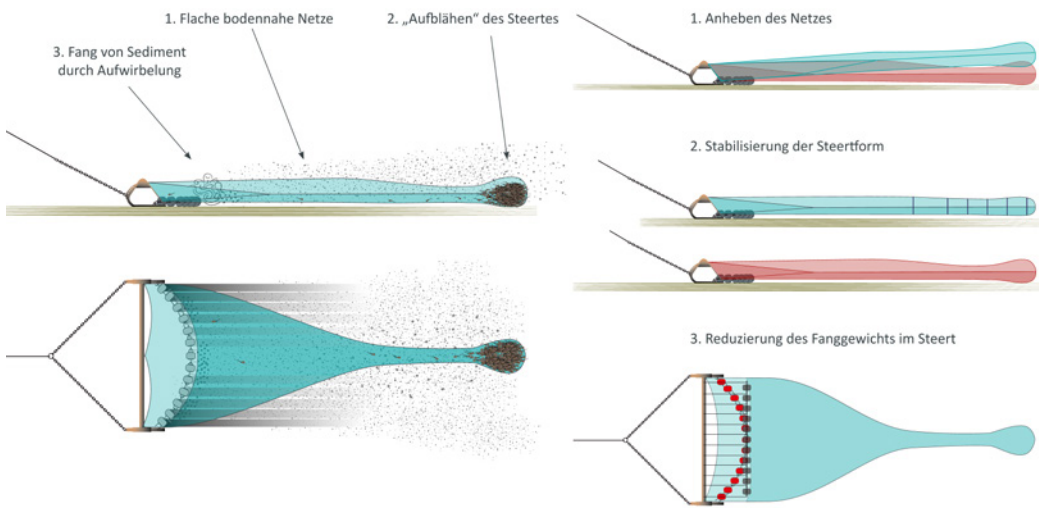 1. Flache bodennahe Netze
2. „Aufblähen“ des Steertes
3. Fang von Sediment
durch Aufwirbelung
1. Anheben des Netzes
2. Stabilisierung der Steertform
3. Reduzierung des Fanggewichts im Steert